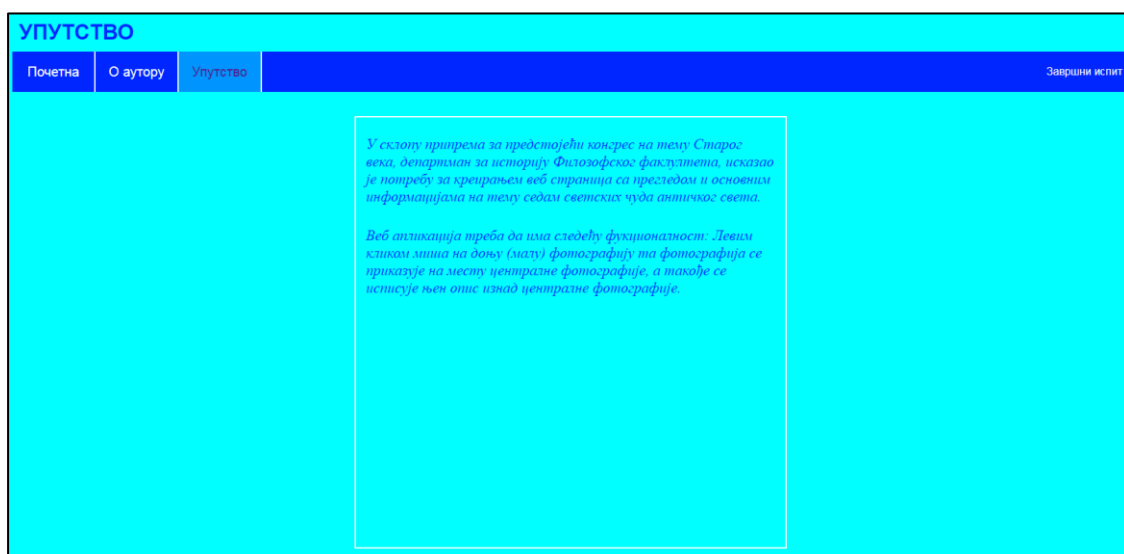 УПУТСТВО
Почетна О аутору Упутство Завршни испит
У склопу припрема за предстојећи конгрес на тему Старог
века, департман за историју Филозофског факлултета, исказао
је потребу за креирањем веб страница са прегледом и основним
информацијама на тему седам светских чуда античког света.
Веб апликација треба да има следећу фукционалност: Левим
кликом миша на доњу (малу) фотографију та фотографија се
приказује на месту централне фотографије, а такође се
исписује њен опис изнад централне фотографије.